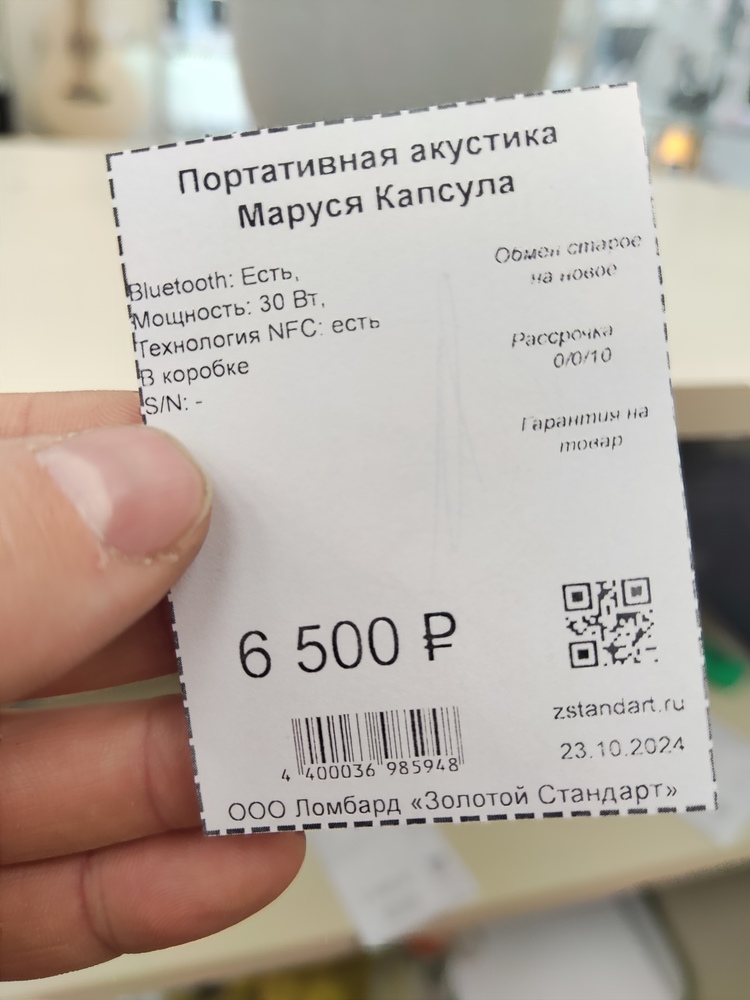 Портативная акустика
Маруся Капсула
Bluetooth: Есть,
Мощность: 30 Вт,
Технология NFC: есть
В коробке
S/N: -
Обмен старое
на новое
Рассрочка
0/0/10
Гарантия на
товар
6 500 ₽
4 400036 985948
zstandart.ru
23.10.2024
ООО Ломбард «Золотой Стандарт»